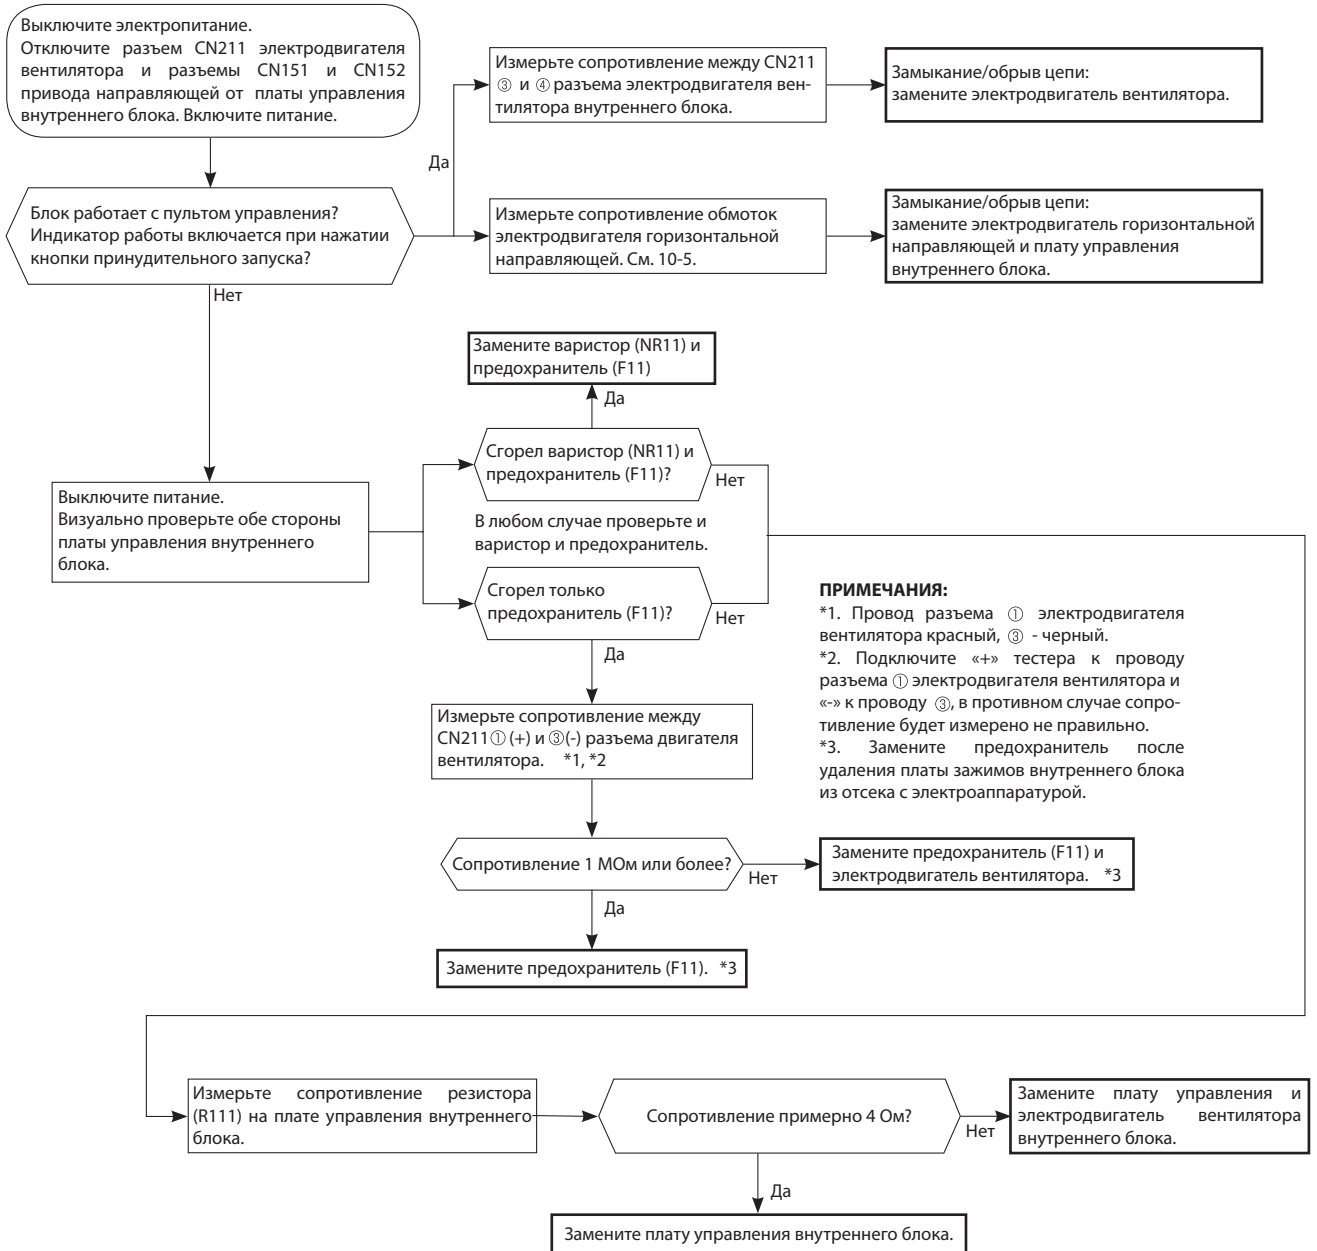 Выключите электропитание.
Отключите разъем CN211 электродвигателя
вентилятора и разъемы CN151 и CN152
привода направляющей от платы управления
внутреннего блока. Включите питание.
Измерьте сопротивление между CN211
③ и ④ разъема электродвигателя вен-
тилятора внутреннего блока.
Замыкание/обрыв цепи:
замените электродвигатель вентилятора.
Да
Блок работает с пультом управления?
Индикатор работы включается при нажатии
кнопки принудительного запуска?
Измерьте сопротивление обмоток
электродвигателя горизонтальной
направляющей. См. 10-5.
Замыкание/обрыв цепи:
замените электродвигатель горизонтальной
направляющей и плату управления
внутреннего блока.
Нет
Замените варистор (NR11) и
предохранитель (F11)
Да
Сгорел варистор (NR11) и
предохранитель (F11)?
Нет
Выключите питание.
Визуально проверьте обе стороны
платы управления внутреннего
блока.
В любом случае проверьте и
варистор и предохранитель.
Сгорел только
предохранитель (F11)?
Нет
Да
ПРИМЕЧАНИЯ:
*1. Провод разъема ① электродвигателя
вентилятора красный, ③ - черный.
*2. Подключите «+» тестера к проводу
разъема ① электродвигателя вентилятора и
«-» к проводу ③, в противном случае сопро-
тивление будет измерено не правильно.
*3. Замените предохранитель после
удаления платы зажимов внутреннего блока
из отсека с электроаппаратурой.
Измерьте сопротивление между
CN211 ① (+) и ③(-) разъема двигателя
вентилятора. *1, *2
Сопротивление 1 МОм или более?
Нет
Замените предохранитель (F11) и
электродвигатель вентилятора. *3
Да
Замените предохранитель (F11). *3
Измерьте сопротивление резистора
(R111) на плате управления внутреннего
блока.
Сопротивление примерно 4 Ом?
Нет
Замените плату управления и
электродвигатель вентилятора
внутреннего блока.
Да
Замените плату управления внутреннего блока.